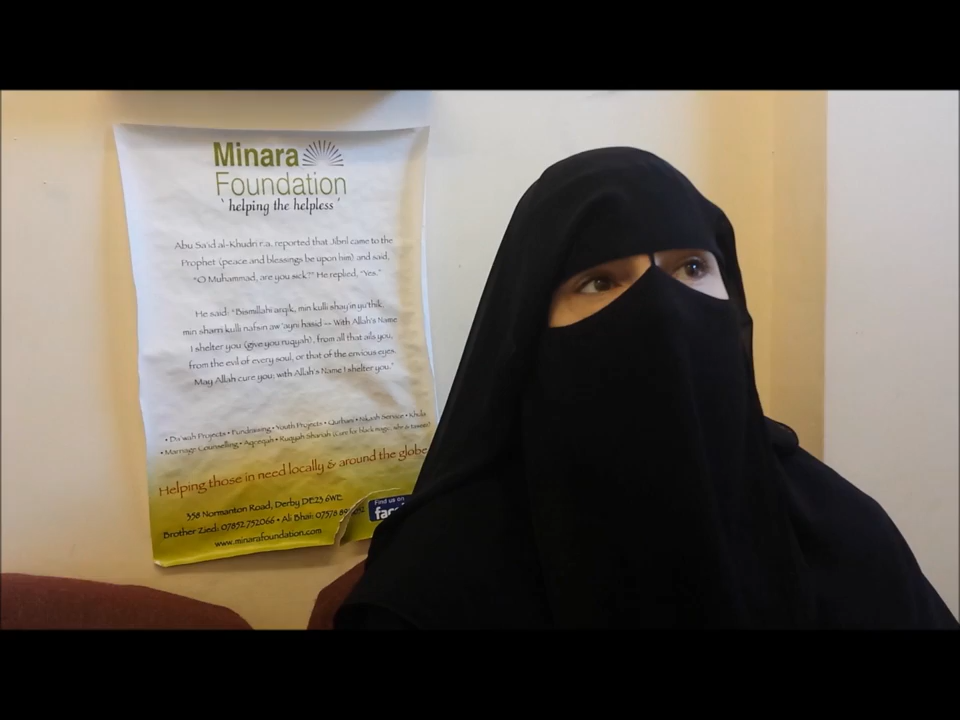 Minara
Foundation
'helping the helpless'
Abu Sa'id al-Khudri r.a. reported that Jibril came to the
Prophet (peace and blessings be upon him) and said,
"O Muhammad, are you sick?" He replied, "Yes."
He said: "Bismillahi arqik, min kulli shay'in yu'thik,
min sharri kulli nafsin aw 'ayni hasid -- With Allah's Name
I shelter you (give you ruqyah), from all that ails you,
from the evil of every soul, or that of the envious eyes.
May Allah cure you; with Allah's Name I shelter you."
• Da'wah Projects • Fundraising • Youth Projects • Qurbani • Nikaah Service • Khula
• Marriage Counselling • Aqeeqah • Ruqyah Shariah (Cure for black magic,
Helping those in need locally & around the globe
358 Normanton Road, Derby DE23 6WE
Brother Zied: 07852 752066 • Ali Bhai: 07578
www.minarafoundation.com
Find us on